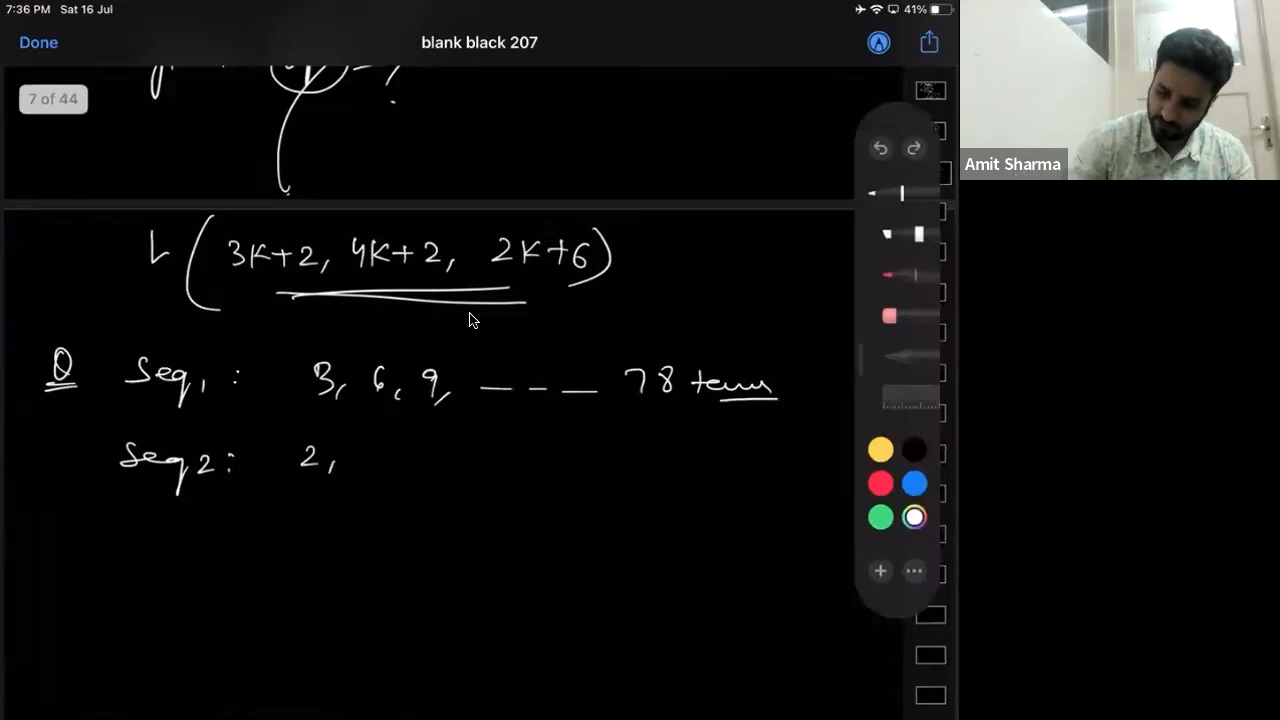 7:36 PM Sat 16 Jul
41%
Done
blank black 207
7 of 44
?
Amit Sharma
L ( 3K+2, 4K+2, 2K+6 )
Q Seq1 : 3, 6, 9, _ _ _ 78 terms
Seq2 : 2,